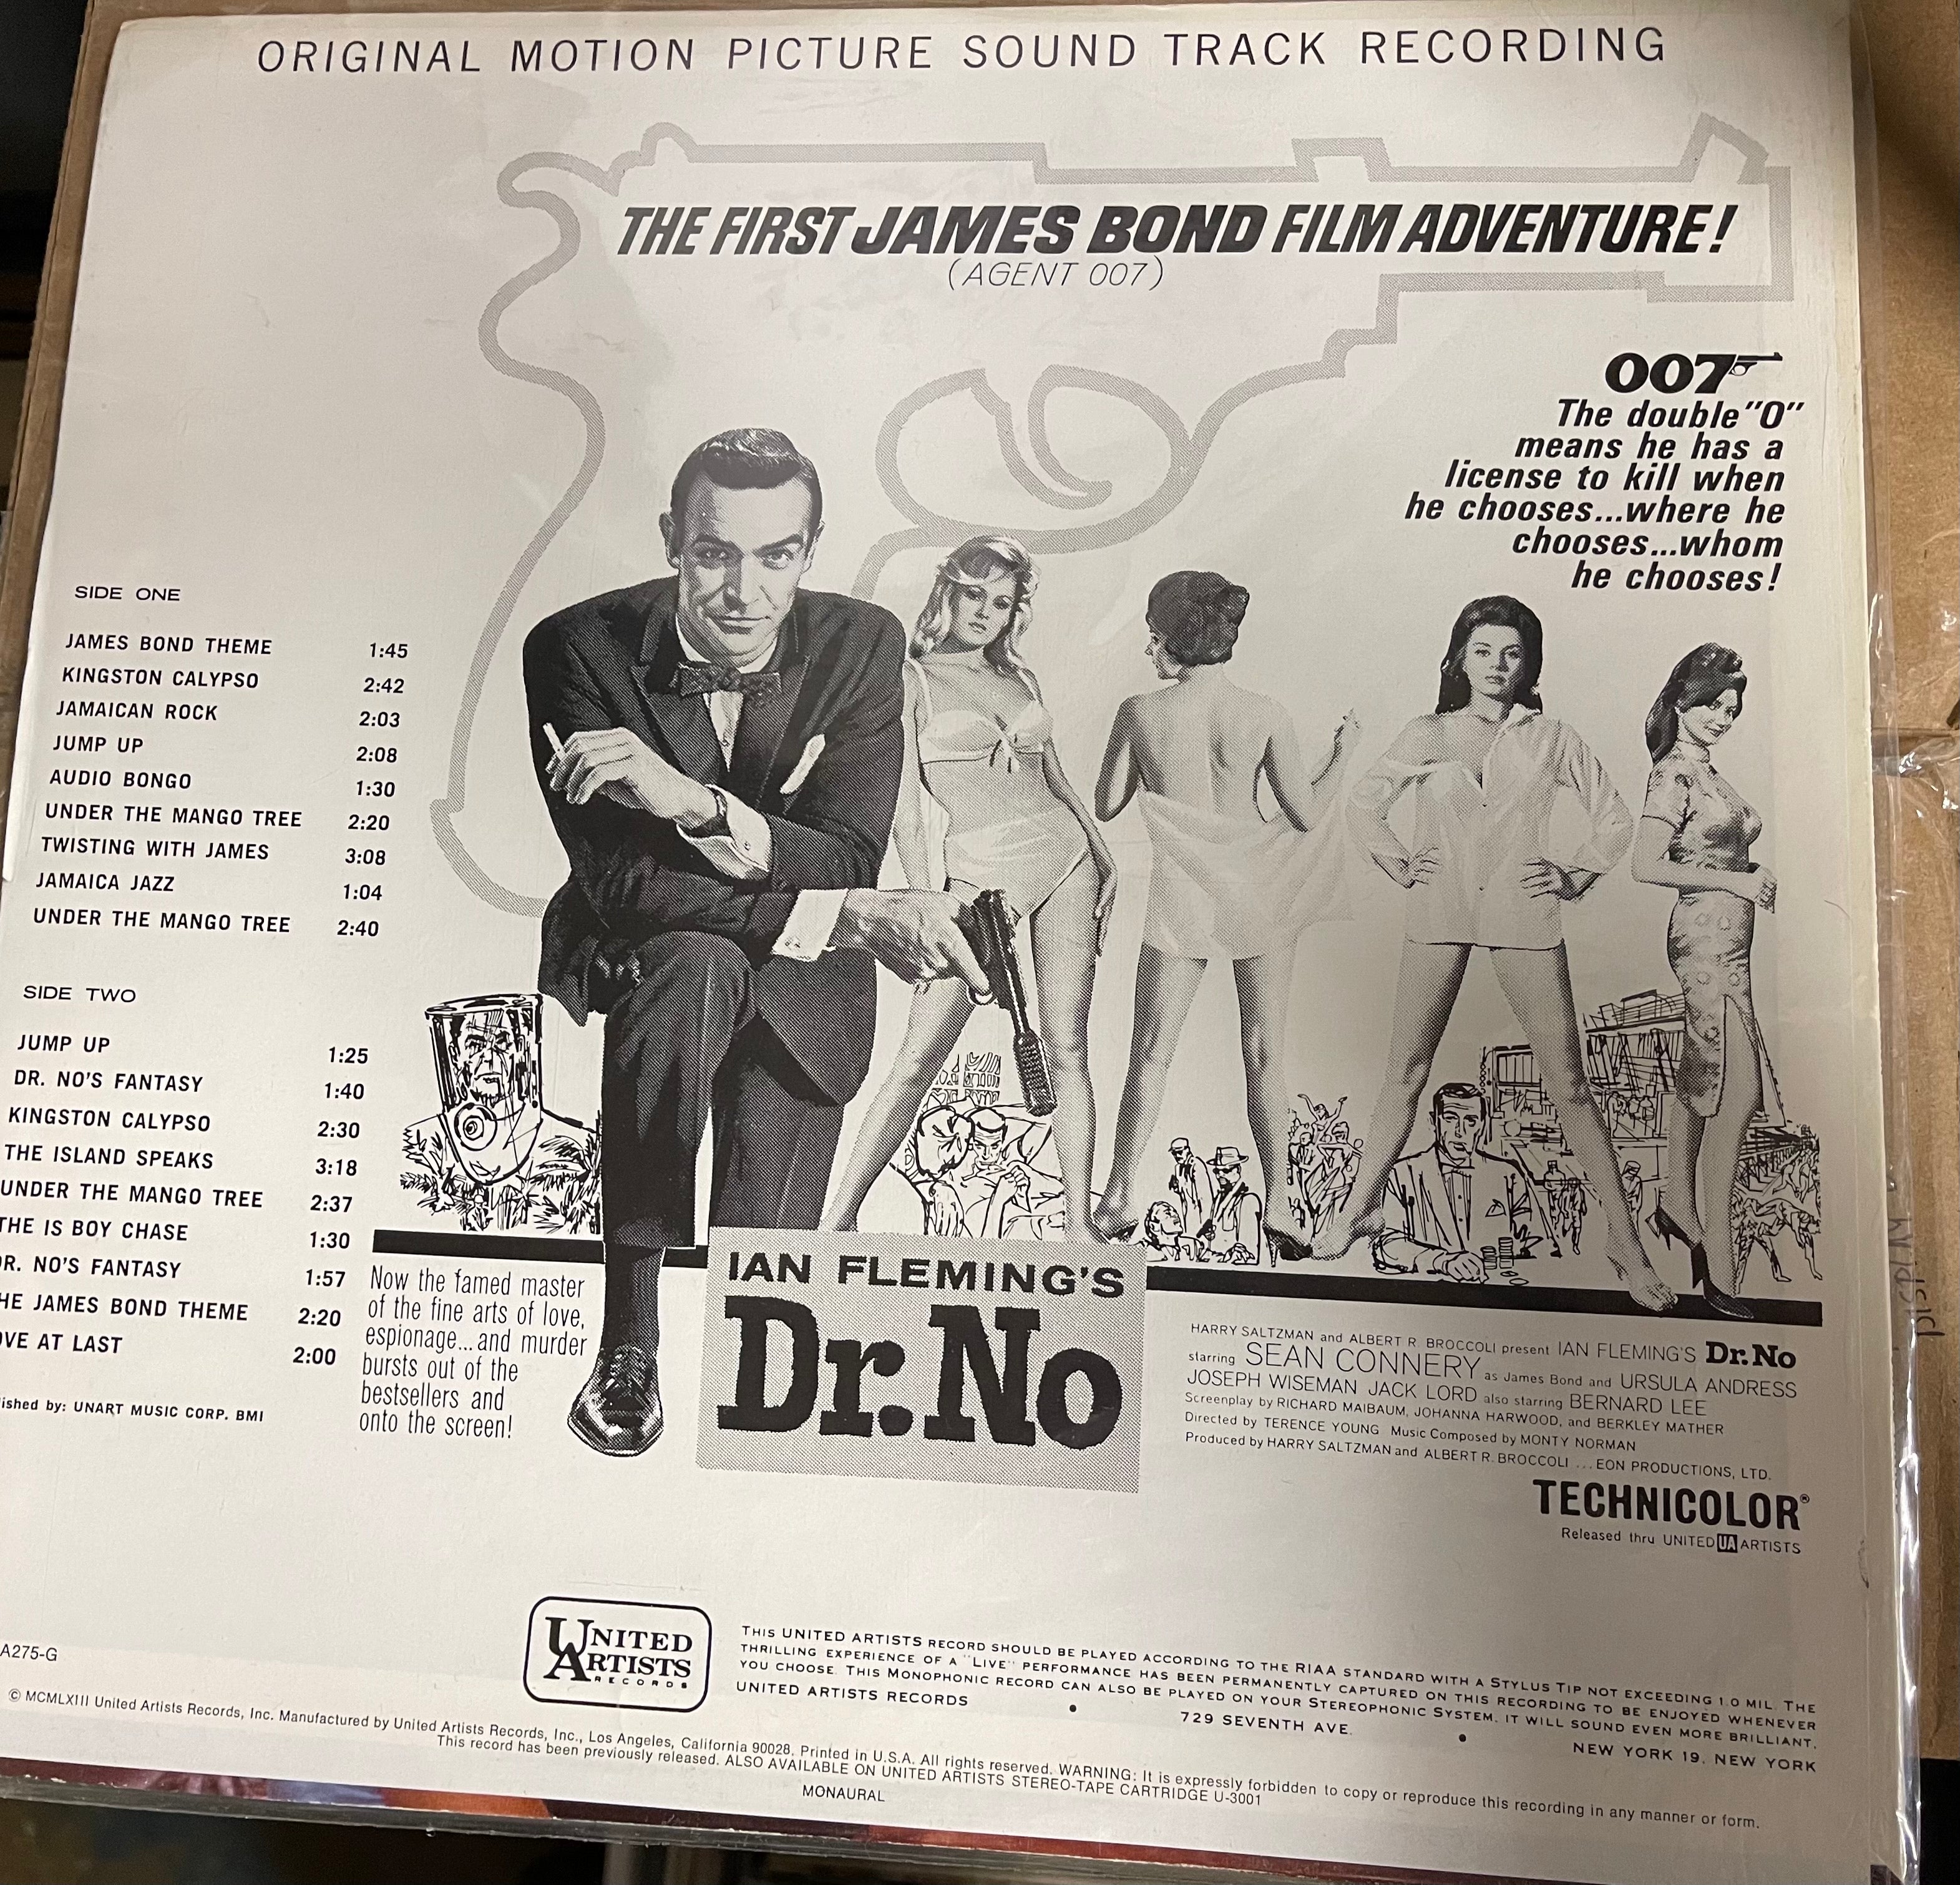 ORIGINAL MOTION PICTURE SOUND TRACK RECORDING
THE FIRST JAMES BOND FILM ADVENTURE!
(AGENT 007)
007
The double "0"
means he has a
license to kill when
he chooses...where he
chooses...whom
he chooses!
SIDE ONE
JAMES BOND THEME 1:45
KINGSTON CALYPSO 2:42
JAMAICAN ROCK 2:03
JUMP UP 2:08
AUDIO BONGO 1:30
UNDER THE MANGO TREE 2:20
TWISTING WITH JAMES 3:08
JAMAICA JAZZ 1:04
UNDER THE MANGO TREE 2:40
SIDE TWO
JUMP UP 1:25
DR. NO'S FANTASY 1:40
KINGSTON CALYPSO 2:30
THE ISLAND SPEAKS 3:18
UNDER THE MANGO TREE 2:37
THE IS BOY CHASE 1:30
R. NO'S FANTASY 1:57
HE JAMES BOND THEME 2:20
VE AT LAST 2:00
ished by: UNART MUSIC CORP. BMI
Now the famed master
of the fine arts of love,
espionage...and murder
bursts out of the
bestsellers and
onto the screen!
IAN FLEMING'S
Dr. No
HARRY SALTZMAN and ALBERT R. BROCCOLI present IAN FLEMING'S Dr. No
starring SEAN CONNERY as James Bond and URSULA ANDRESS
JOSEPH WISEMAN JACK LORD also starring BERNARD LEE
Screenplay by RICHARD MAIBAUM, JOHANNA HARWOOD, and BERKLEY MATHER
Directed by TERENCE YOUNG Music Composed by MONTY NORMAN
Produced by HARRY SALTZMAN and ALBERT R. BROCCOLI ... EON PRODUCTIONS, LTD.
TECHNICOLOR®
Released thru UNITED UA ARTISTS
A275-G
UNITED
ARTISTS
RECORDS
THIS UNITED ARTISTS RECORD SHOULD BE PLAYED ACCORDING TO THE RIAA STANDARD WITH A STYLUS TIP NOT EXCEEDING 1.0 MIL. THE
THRILLING EXPERIENCE OF A "LIVE" PERFORMANCE HAS BEEN PERMANENTLY CAPTURED ON THIS RECORDING TO BE ENJOYED WHENEVER
YOU CHOOSE. THIS MONOPHONIC RECORD CAN ALSO BE PLAYED ON YOUR STEREOPHONIC SYSTEM. IT WILL SOUND EVEN MORE BRILLIANT.
UNITED ARTISTS RECORDS • 729 SEVENTH AVE. • NEW YORK 19, NEW YORK
© MCMLXIII United Artists Records, Inc. Manufactured by United Artists Records, Inc., Los Angeles, California 90028. Printed in U.S.A. All rights reserved. WARNING: It is expressly forbidden to copy or reproduce this recording in any manner or form.
This record has been previously released. ALSO AVAILABLE ON UNITED ARTISTS STEREO-TAPE CARTRIDGE U-3001
MONAURAL